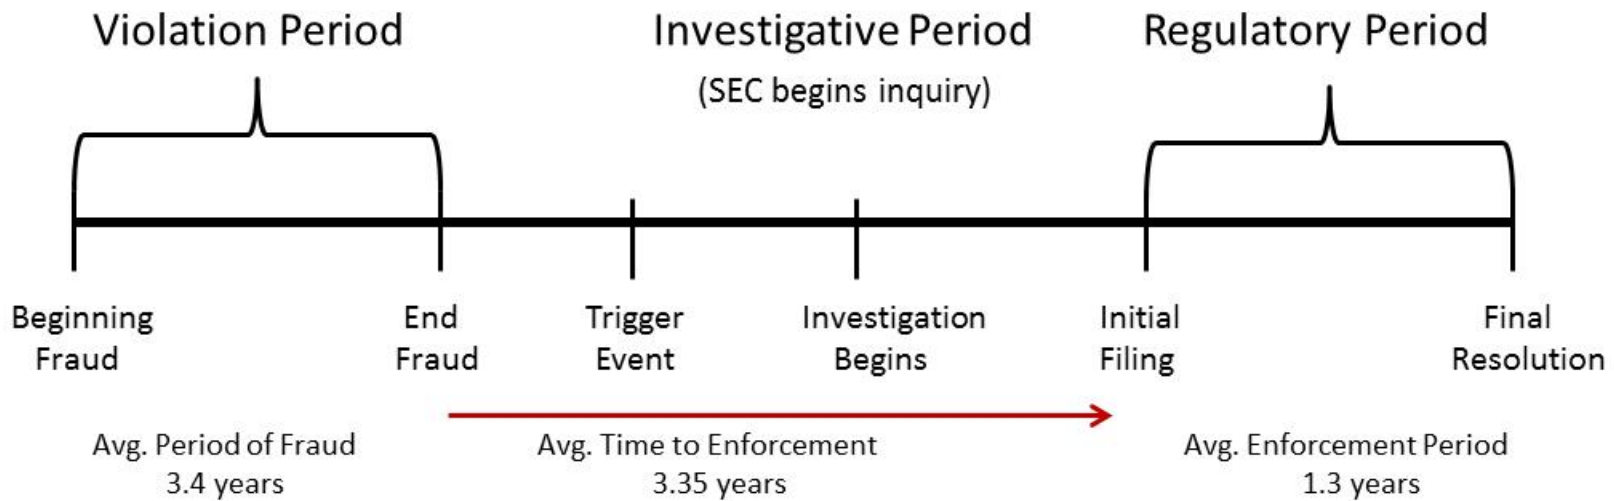 Violation Period
Investigative Period
(SEC begins inquiry)
Regulatory Period
Beginning
Fraud
End
Fraud
Trigger
Event
Investigation
Begins
Initial
Filing
Final
Resolution
Avg. Period of Fraud
3.4 years
Avg. Time to Enforcement
3.35 years
Avg. Enforcement Period
1.3 years